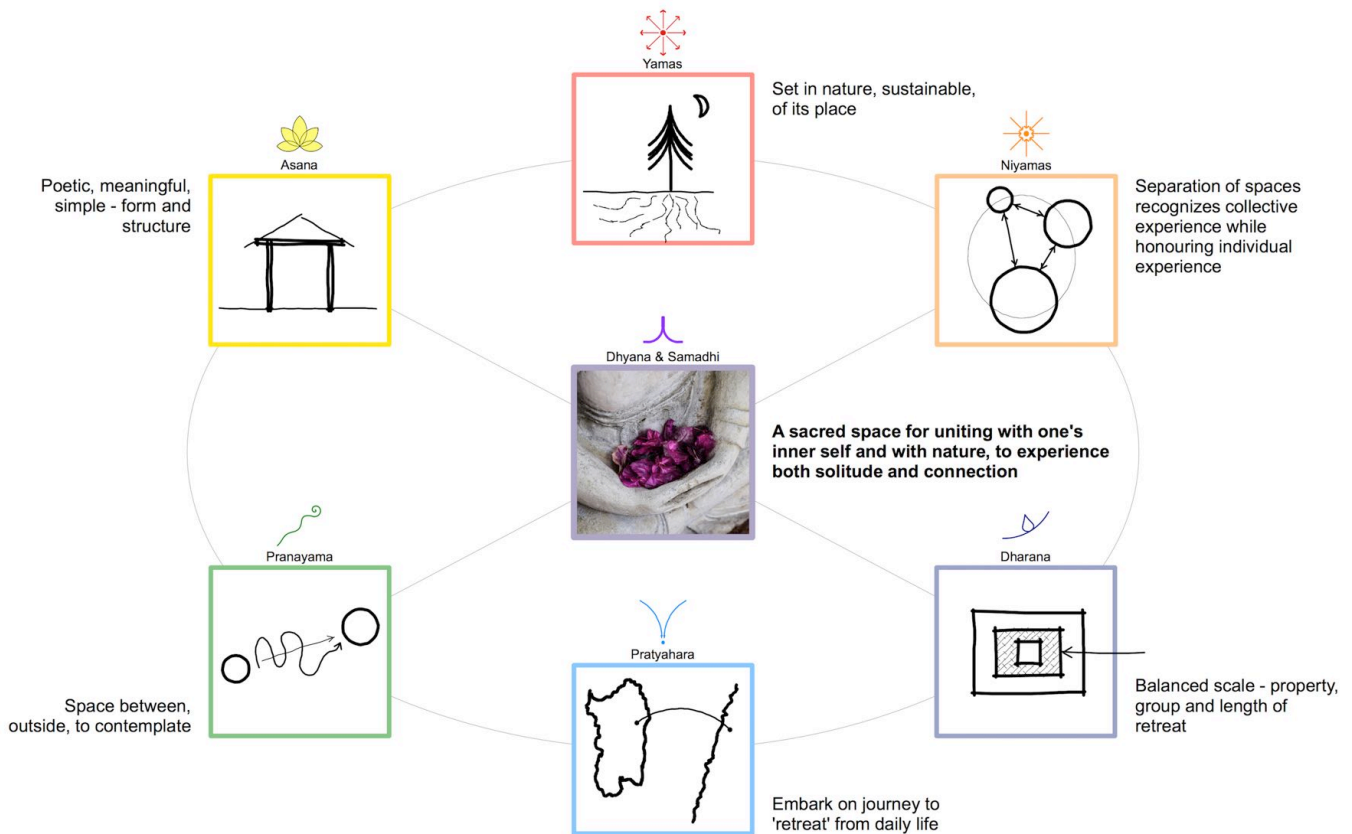 Yamas
Set in nature, sustainable,
of its place
Asana
Poetic, meaningful,
simple - form and
structure
Niyamas
Separation of spaces
recognizes collective
experience while
honouring individual
experience
Dhyana & Samadhi
A sacred space for uniting with one's
inner self and with nature, to experience
both solitude and connection
Pranayama
Space between,
outside, to contemplate
Dharana
Balanced scale - property,
group and length of
retreat
Pratyahara
Embark on journey to
'retreat' from daily life